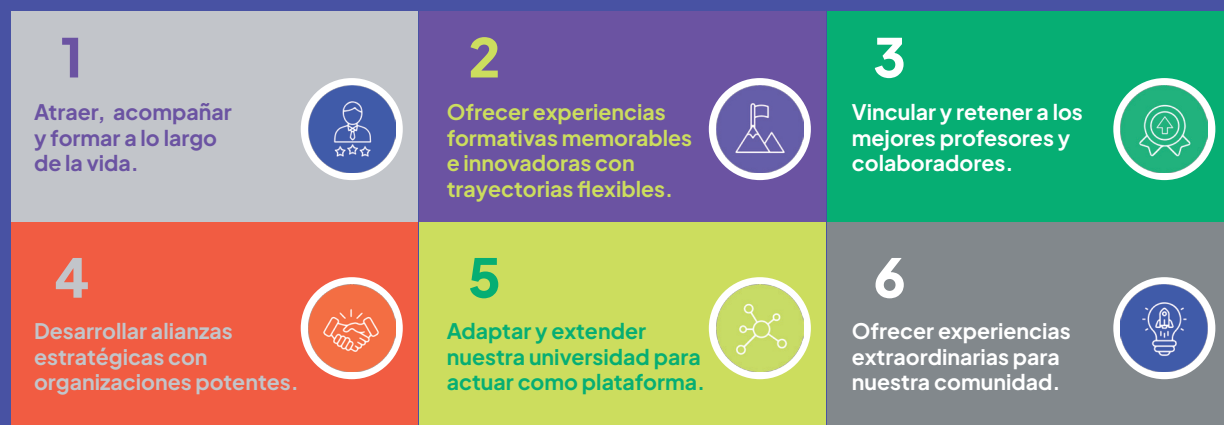 1
Atraer, acompañar
y formar a lo largo
de la vida.
2
Ofrecer experiencias
formativas memorables
e innovadoras con
trayectorias flexibles.
3
Vincular y retener a los
mejores profesores y
colaboradores.
4
Desarrollar alianzas
estratégicas con
organizaciones potentes.
5
Adaptar y extender
nuestra universidad para
actuar como plataforma.
6
Ofrecer experiencias
extraordinarias para
nuestra comunidad.